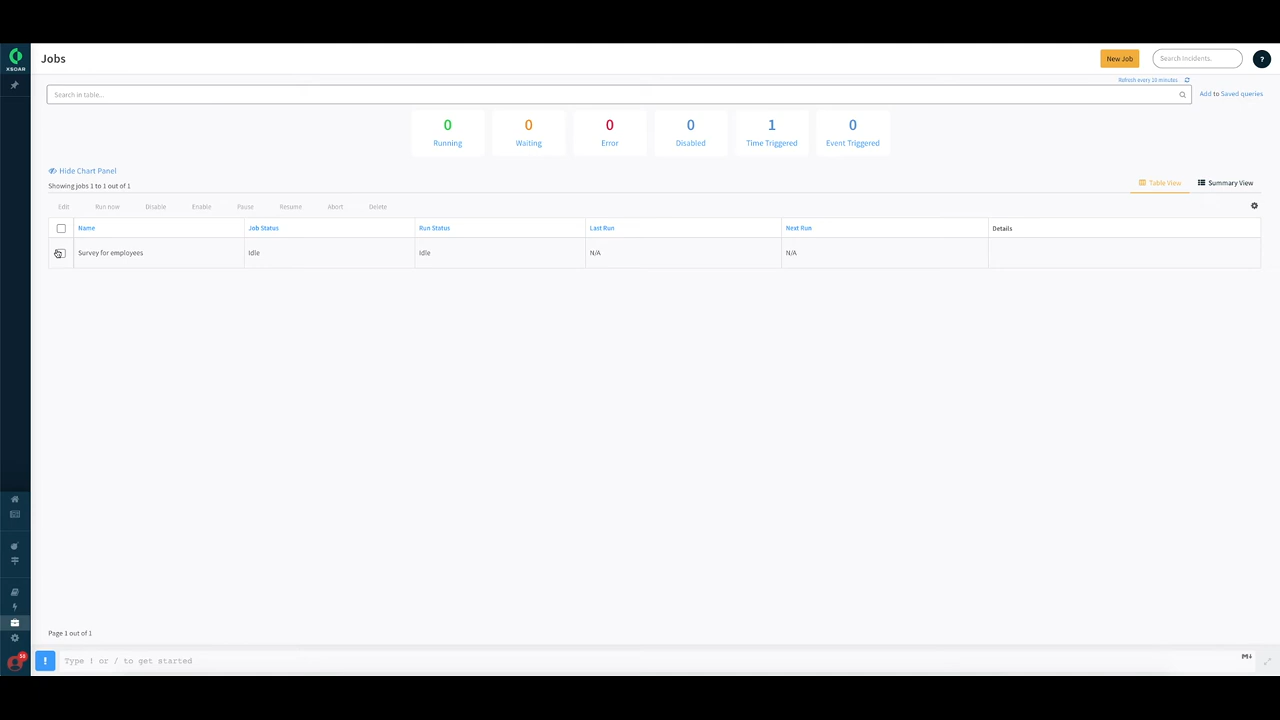 XSOAR
Jobs
New Job
Search incidents.
?
Refresh every 10 minutes
Search in table...
Add to Saved queries
0
Running
0
Waiting
0
Error
0
Disabled
1
Time Triggered
0
Event Triggered
Hide Chart Panel
Showing jobs 1 to 1 out of 1
Table View
Summary View
Edit Run now Disable Enable Pause Resume Abort Delete
Name Job Status Run Status Last Run Next Run Details
Survey for employees Idle Idle N/A N/A
Page 1 out of 1
! Type ! or / to get started